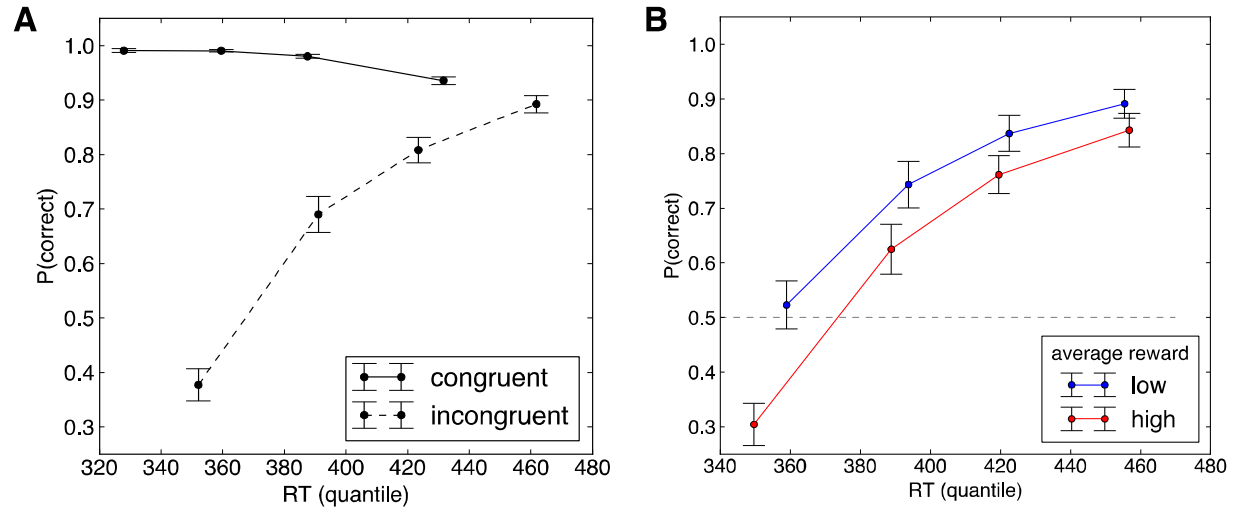 A
P(correct)
1.0
0.9
0.8
0.7
0.6
0.5
0.4
0.3
320 340 360 380 400 420 440 460 480
RT (quantile)
congruent
incongruent
B
P(correct)
1.0
0.9
0.8
0.7
0.6
0.5
0.4
0.3
340 360 380 400 420 440 460 480
RT (quantile)
average reward
low
high